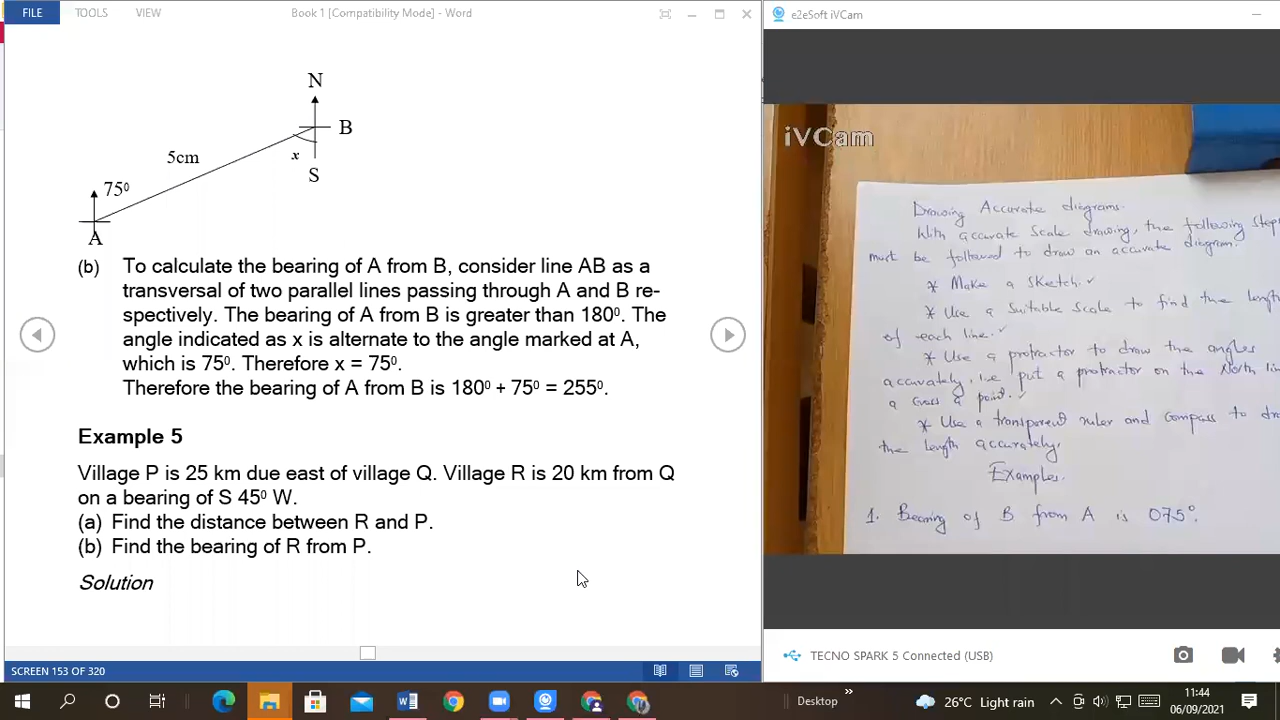 FILE TOOLS VIEW Book 1 [Compatibility Mode] - Word
N
B
5cm
x
S
75⁰
A
(b) To calculate the bearing of A from B, consider line AB as a
transversal of two parallel lines passing through A and B re-
spectively. The bearing of A from B is greater than 180⁰. The
angle indicated as x is alternate to the angle marked at A,
which is 75⁰. Therefore x = 75⁰.
Therefore the bearing of A from B is 180⁰ + 75⁰ = 255⁰.
Example 5
Village P is 25 km due east of village Q. Village R is 20 km from Q
on a bearing of S 45⁰ W.
(a) Find the distance between R and P.
(b) Find the bearing of R from P.
Solution
SCREEN 153 OF 320
e2eSoft iVCam
iVCam
Drawing Accurate diagrams.
With accurate scale drawing, the following step
must be followed to draw an accurate diagram.
* Make a sketch. ✓
* Use a suitable scale to find the length
of each line. ✓
* Use a protractor to draw the angles
accurately, i.e put a protractor on the North lin
a cross a point. ✓
* Use a transparent ruler and compass to dr
the length accurately.
Examples.
1. Bearing of B from A is 075°.
TECNO SPARK 5 Connected (USB)
Desktop » 26°C Light rain 11:44
06/09/2021